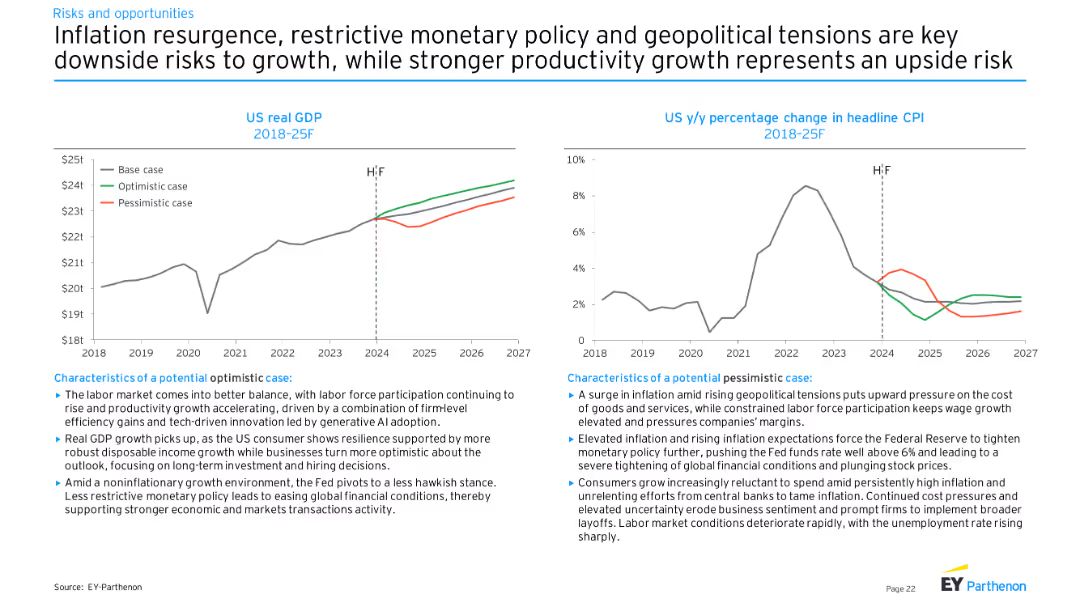 Risks and opportunities
Inflation resurgence, restrictive monetary policy and geopolitical tensions are key
downside risks to growth, while stronger productivity growth represents an upside risk
US real GDP
2018-25F
$25t
$24t
$23t
$22t
$21t
$20t
$19t
$18t
Base case
Optimistic case
Pessimistic case
H F
2018 2019 2020 2021 2022 2023 2024 2025 2026 2027
Characteristics of a potential optimistic case:
The labor market comes into better balance, with labor force participation continuing to
rise and productivity growth accelerating, driven by a combination of firm-level
efficiency gains and tech-driven innovation led by generative AI adoption.
Real GDP growth picks up, as the US consumer shows resilience supported by more
robust disposable income growth while businesses turn more optimistic about the
outlook, focusing on long-term investment and hiring decisions.
Amid a noninflationary growth environment, the Fed pivots to a less hawkish stance.
Less restrictive monetary policy leads to easing global financial conditions, thereby
supporting stronger economic and markets transactions activity.
US y/y percentage change in headline CPI
2018-25F
10%
8%
6%
4%
2%
0
H F
2018 2019 2020 2021 2022 2023 2024 2025 2026 2027
Characteristics of a potential pessimistic case:
A surge in inflation amid rising geopolitical tensions puts upward pressure on the cost
of goods and services, while constrained labor force participation keeps wage growth
elevated and pressures companies' margins.
Elevated inflation and rising inflation expectations force the Federal Reserve to tighten
monetary policy further, pushing the Fed funds rate well above 6% and leading to a
severe tightening of global financial conditions and plunging stock prices.
Consumers grow increasingly reluctant to spend amid persistently high inflation and
unrelenting efforts from central banks to tame inflation. Continued cost pressures and
elevated uncertainty erode business sentiment and prompt firms to implement broader
layoffs. Labor market conditions deteriorate rapidly, with the unemployment rate rising
sharply.
Source: EY-Parthenon
Page 22
EY Parthenon